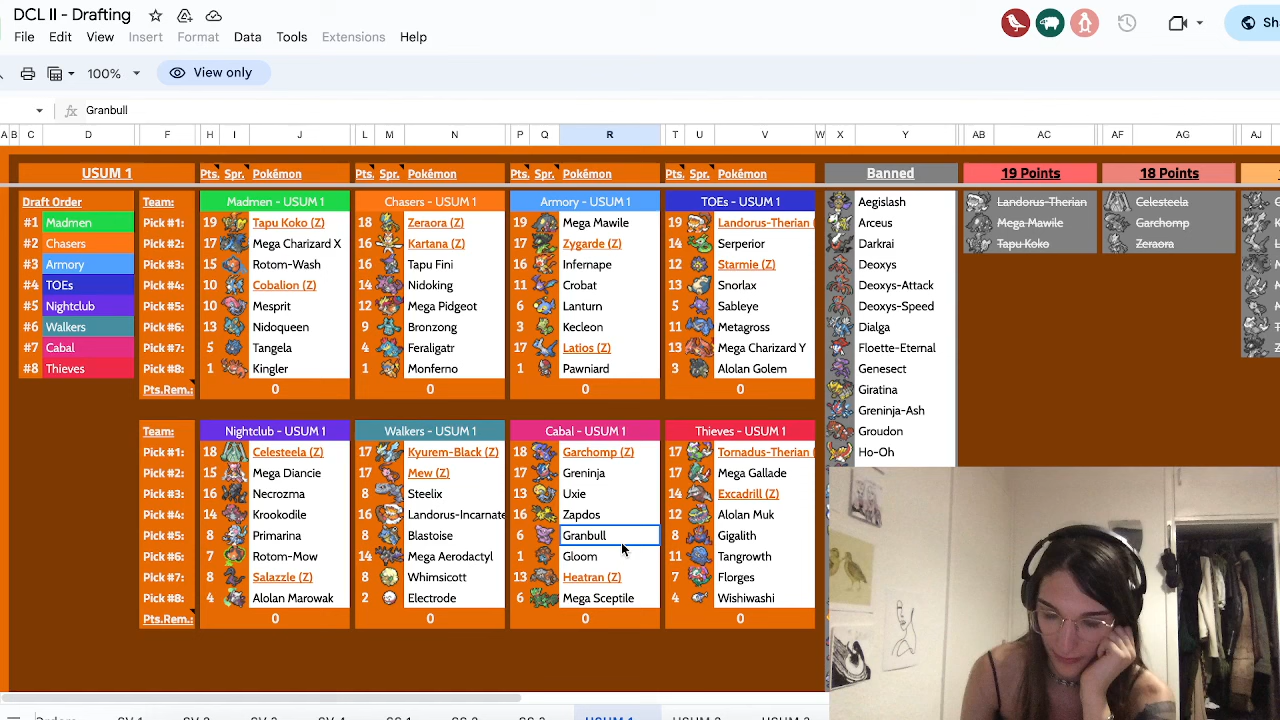 DCL II - Drafting
File Edit View Insert Format Data Tools Extensions Help
100% View only
Granbull
A B C D F H I J L M N P Q R T U V W X Y AB AC AF AG AJ
USUM 1 Pts. Spr. Pokémon Pts. Spr. Pokémon Pts. Spr. Pokémon Pts. Spr. Pokémon Banned 19 Points 18 Points
Draft Order Team: Madmen - USUM 1 Chasers - USUM 1 Armory - USUM 1 TOEs - USUM 1 Aegislash Landorus-Therian Celesteela
#1 Madmen Pick #1: 19 Tapu Koko (Z) 18 Zeraora (Z) 19 Mega Mawile 19 Landorus-Therian ( Arceus Mega Mawile Garchomp
#2 Chasers Pick #2: 17 Mega Charizard X 16 Kartana (Z) 17 Zygarde (Z) 14 Serperior Darkrai Tapu Koko Zeraora
#3 Armory Pick #3: 15 Rotom-Wash 16 Tapu Fini 16 Infernape 12 Starmie (Z) Deoxys
#4 TOEs Pick #4: 10 Cobalion (Z) 14 Nidoking 11 Crobat 13 Snorlax Deoxys-Attack
#5 Nightclub Pick #5: 10 Mesprit 12 Mega Pidgeot 6 Lanturn 5 Sableye Deoxys-Speed
#6 Walkers Pick #6: 13 Nidoqueen 9 Bronzong 3 Kecleon 11 Metagross Dialga
#7 Cabal Pick #7: 5 Tangela 4 Feraligatr 17 Latios (Z) 13 Mega Charizard Y Floette-Eternal
#8 Thieves Pick #8: 1 Kingler 1 Monferno 1 Pawniard 3 Alolan Golem Genesect
Pts.Rem.: 0 0 0 0 Giratina
Greninja-Ash
Team: Nightclub - USUM 1 Walkers - USUM 1 Cabal - USUM 1 Thieves - USUM 1 Groudon
Pick #1: 18 Celesteela (Z) 17 Kyurem-Black (Z) 18 Garchomp (Z) 17 Tornadus-Therian ( Ho-Oh
Pick #2: 15 Mega Diancie 17 Mew (Z) 17 Greninja 17 Mega Gallade
Pick #3: 16 Necrozma 8 Steelix 13 Uxie 14 Excadrill (Z)
Pick #4: 14 Krookodile 16 Landorus-Incarnate 16 Zapdos 12 Alolan Muk
Pick #5: 8 Primarina 8 Blastoise 6 Granbull 8 Gigalith
Pick #6: 7 Rotom-Mow 14 Mega Aerodactyl 1 Gloom 11 Tangrowth
Pick #7: 8 Salazzle (Z) 8 Whimsicott 13 Heatran (Z) 7 Florges
Pick #8: 4 Alolan Marowak 2 Electrode 6 Mega Sceptile 4 Wishiwashi
Pts.Rem.: 0 0 0 0
USUM 1